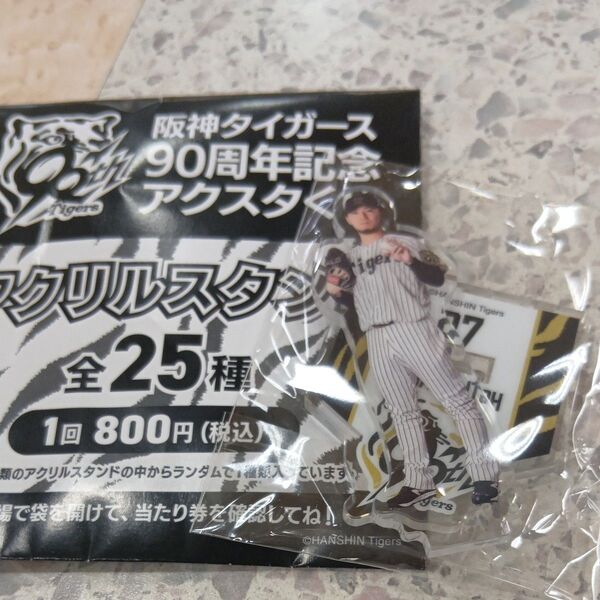 90th
Tigers
阪神タイガース
90周年記念
アクスタく
アクリルスタン
全25種
1回 800円(税込)
類のアクリルスタンドの中からランダムで1種類入っています
場で袋を開けて、当たり券を確認してね!
Tigers
HANSHIN Tigers
27
Tigers
©HANSHIN Tigers